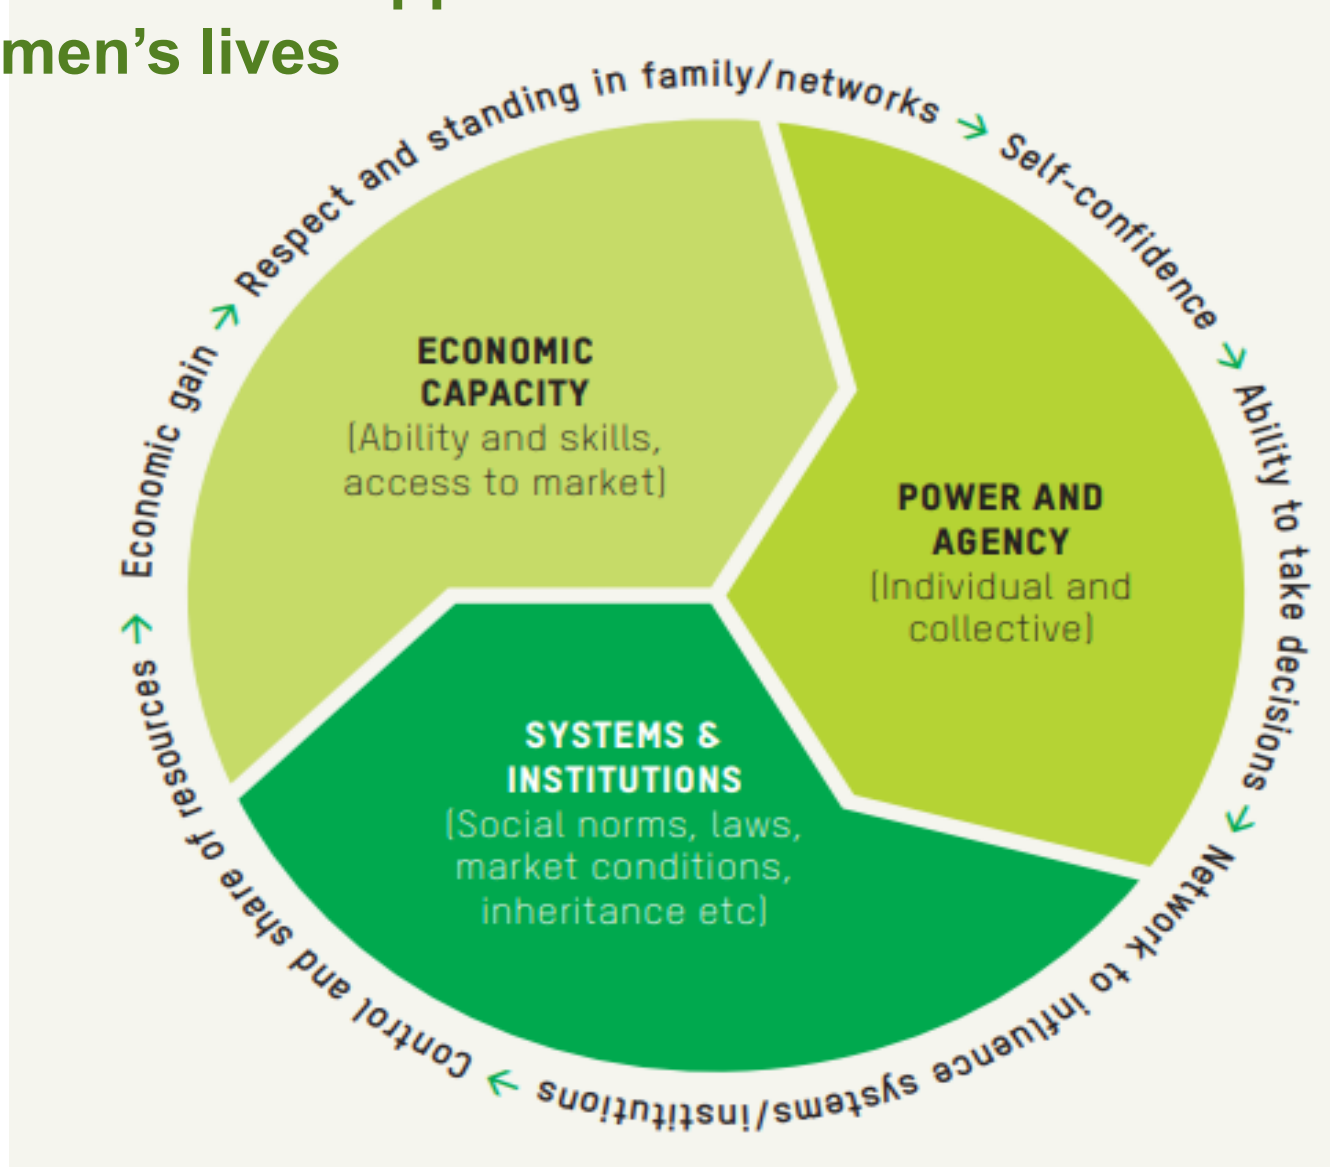 men’s lives
Economic gain → Respect and standing in family/networks → Self-confidence → Ability to take decisions → Network to influence systems/institutions → Control and share of resources →
ECONOMIC
CAPACITY
(Ability and skills,
access to market)
POWER AND
AGENCY
(Individual and
collective)
SYSTEMS &
INSTITUTIONS
(Social norms, laws,
market conditions,
inheritance etc)